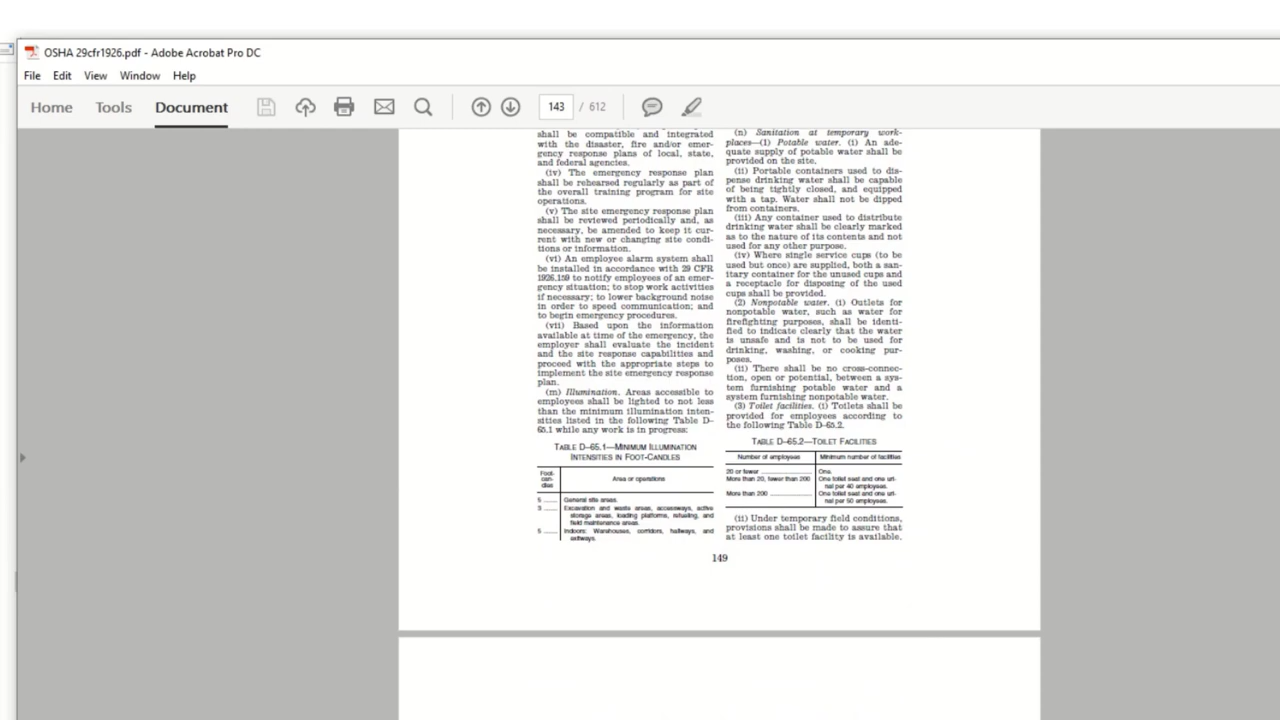 OSHA 29cfr1926.pdf - Adobe Acrobat Pro DC
File Edit View Window Help
Home Tools Document 143 / 612
shall be compatible and integrated
with the disaster, fire and/or emer-
gency response plans of local, state,
and federal agencies.
(iv) The emergency response plan
shall be rehearsed regularly as part of
the overall training program for site
operations.
(v) The site emergency response plan
shall be reviewed periodically and, as
necessary, be amended to keep it cur-
rent with new or changing site condi-
tions or information.
(vi) An employee alarm system shall
be installed in accordance with 29 CFR
1926.159 to notify employees of an emer-
gency situation; to stop work activities
if necessary; to lower background noise
in order to speed communication; and
to begin emergency procedures.
(vii) Based upon the information
available at time of the emergency, the
employer shall evaluate the incident
and the site response capabilities and
proceed with the appropriate steps to
implement the site emergency response
plan.
(m) Illumination. Areas accessible to
employees shall be lighted to not less
than the minimum illumination inten-
sities listed in the following Table D–
65.1 while any work is in progress:
TABLE D–65.1—MINIMUM ILLUMINATION
INTENSITIES IN FOOT-CANDLES
Foot-
can-
dles
Area or operations
5 ........ General site areas.
3 ........ Excavation and waste areas, accessways, active
storage areas, loading platforms, refueling, and
field maintenance areas.
5 ........ Indoors: Warehouses, corridors, hallways, and
exitways.
(n) Sanitation at temporary work-
places—(1) Potable water. (i) An ade-
quate supply of potable water shall be
provided on the site.
(ii) Portable containers used to dis-
pense drinking water shall be capable
of being tightly closed, and equipped
with a tap. Water shall not be dipped
from containers.
(iii) Any container used to distribute
drinking water shall be clearly marked
as to the nature of its contents and not
used for any other purpose.
(iv) Where single service cups (to be
used but once) are supplied, both a san-
itary container for the unused cups and
a receptacle for disposing of the used
cups shall be provided.
(2) Nonpotable water. (i) Outlets for
nonpotable water, such as water for
firefighting purposes, shall be identi-
fied to indicate clearly that the water
is unsafe and is not to be used for
drinking, washing, or cooking pur-
poses.
(ii) There shall be no cross-connec-
tion, open or potential, between a sys-
tem furnishing potable water and a
system furnishing nonpotable water.
(3) Toilet facilities. (i) Toilets shall be
provided for employees according to
the following Table D–65.2.
TABLE D–65.2—TOILET FACILITIES
Number of employees Minimum number of facilities
20 or fewer ...................... One.
More than 20, fewer than 200 One toilet seat and one uri-
nal per 40 employees.
More than 200 .................. One toilet seat and one uri-
nal per 50 employees.
(ii) Under temporary field conditions,
provisions shall be made to assure that
at least one toilet facility is available.
149